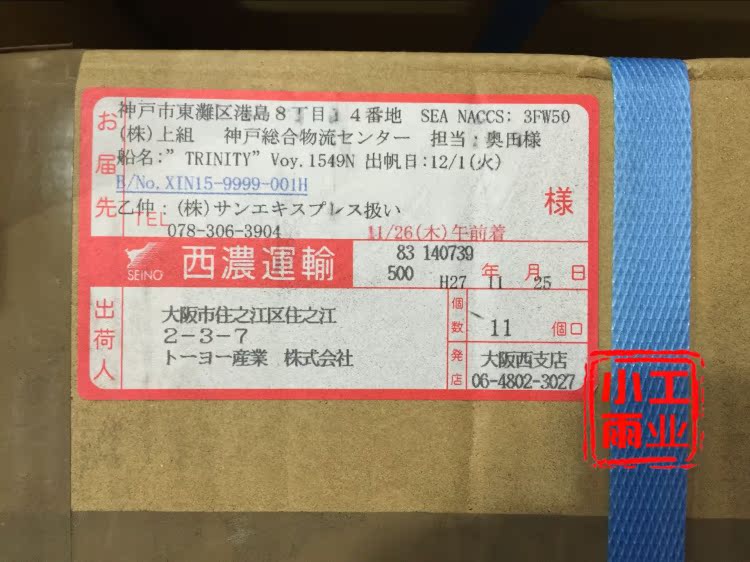 お届先
神戸市東灘区港島8丁目14番地 SEA NACCS: 3FW50
(株)上組 神戸総合物流センター 担当:奥田様
船名:" TRINITY" Voy.1549N 出帆日:12/1(火)
B/No.XIN15-9999-001H
乙仲:(株)サンエキスプレス扱い
TEL
078-306-3904
11/26(木)午前着
様
SEINO
西濃運輸
83 140739
500
H27 11 25
年 月 日
出荷人
大阪市住之江区住之江
2-3-7
トーヨー産業 株式会社
個数
11 個口
発店
大阪西支店
06-4802-3027
小工
雨业